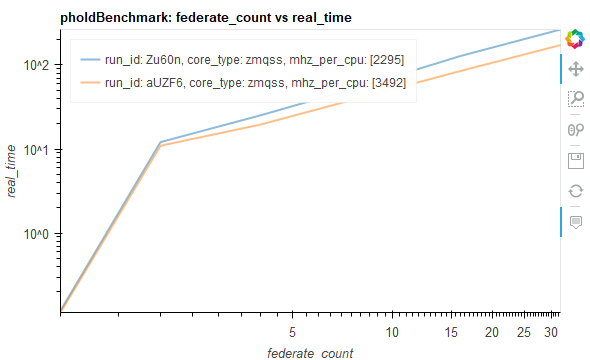 pholdBenchmark: federate_count vs real_time
run_id: Zu60n, core_type: zmqss, mhz_per_cpu: [2295]
run_id: aUZF6, core_type: zmqss, mhz_per_cpu: [3492]
10^2
10^1
10^0
real_time
5 10 15 20 25 30
federate_count